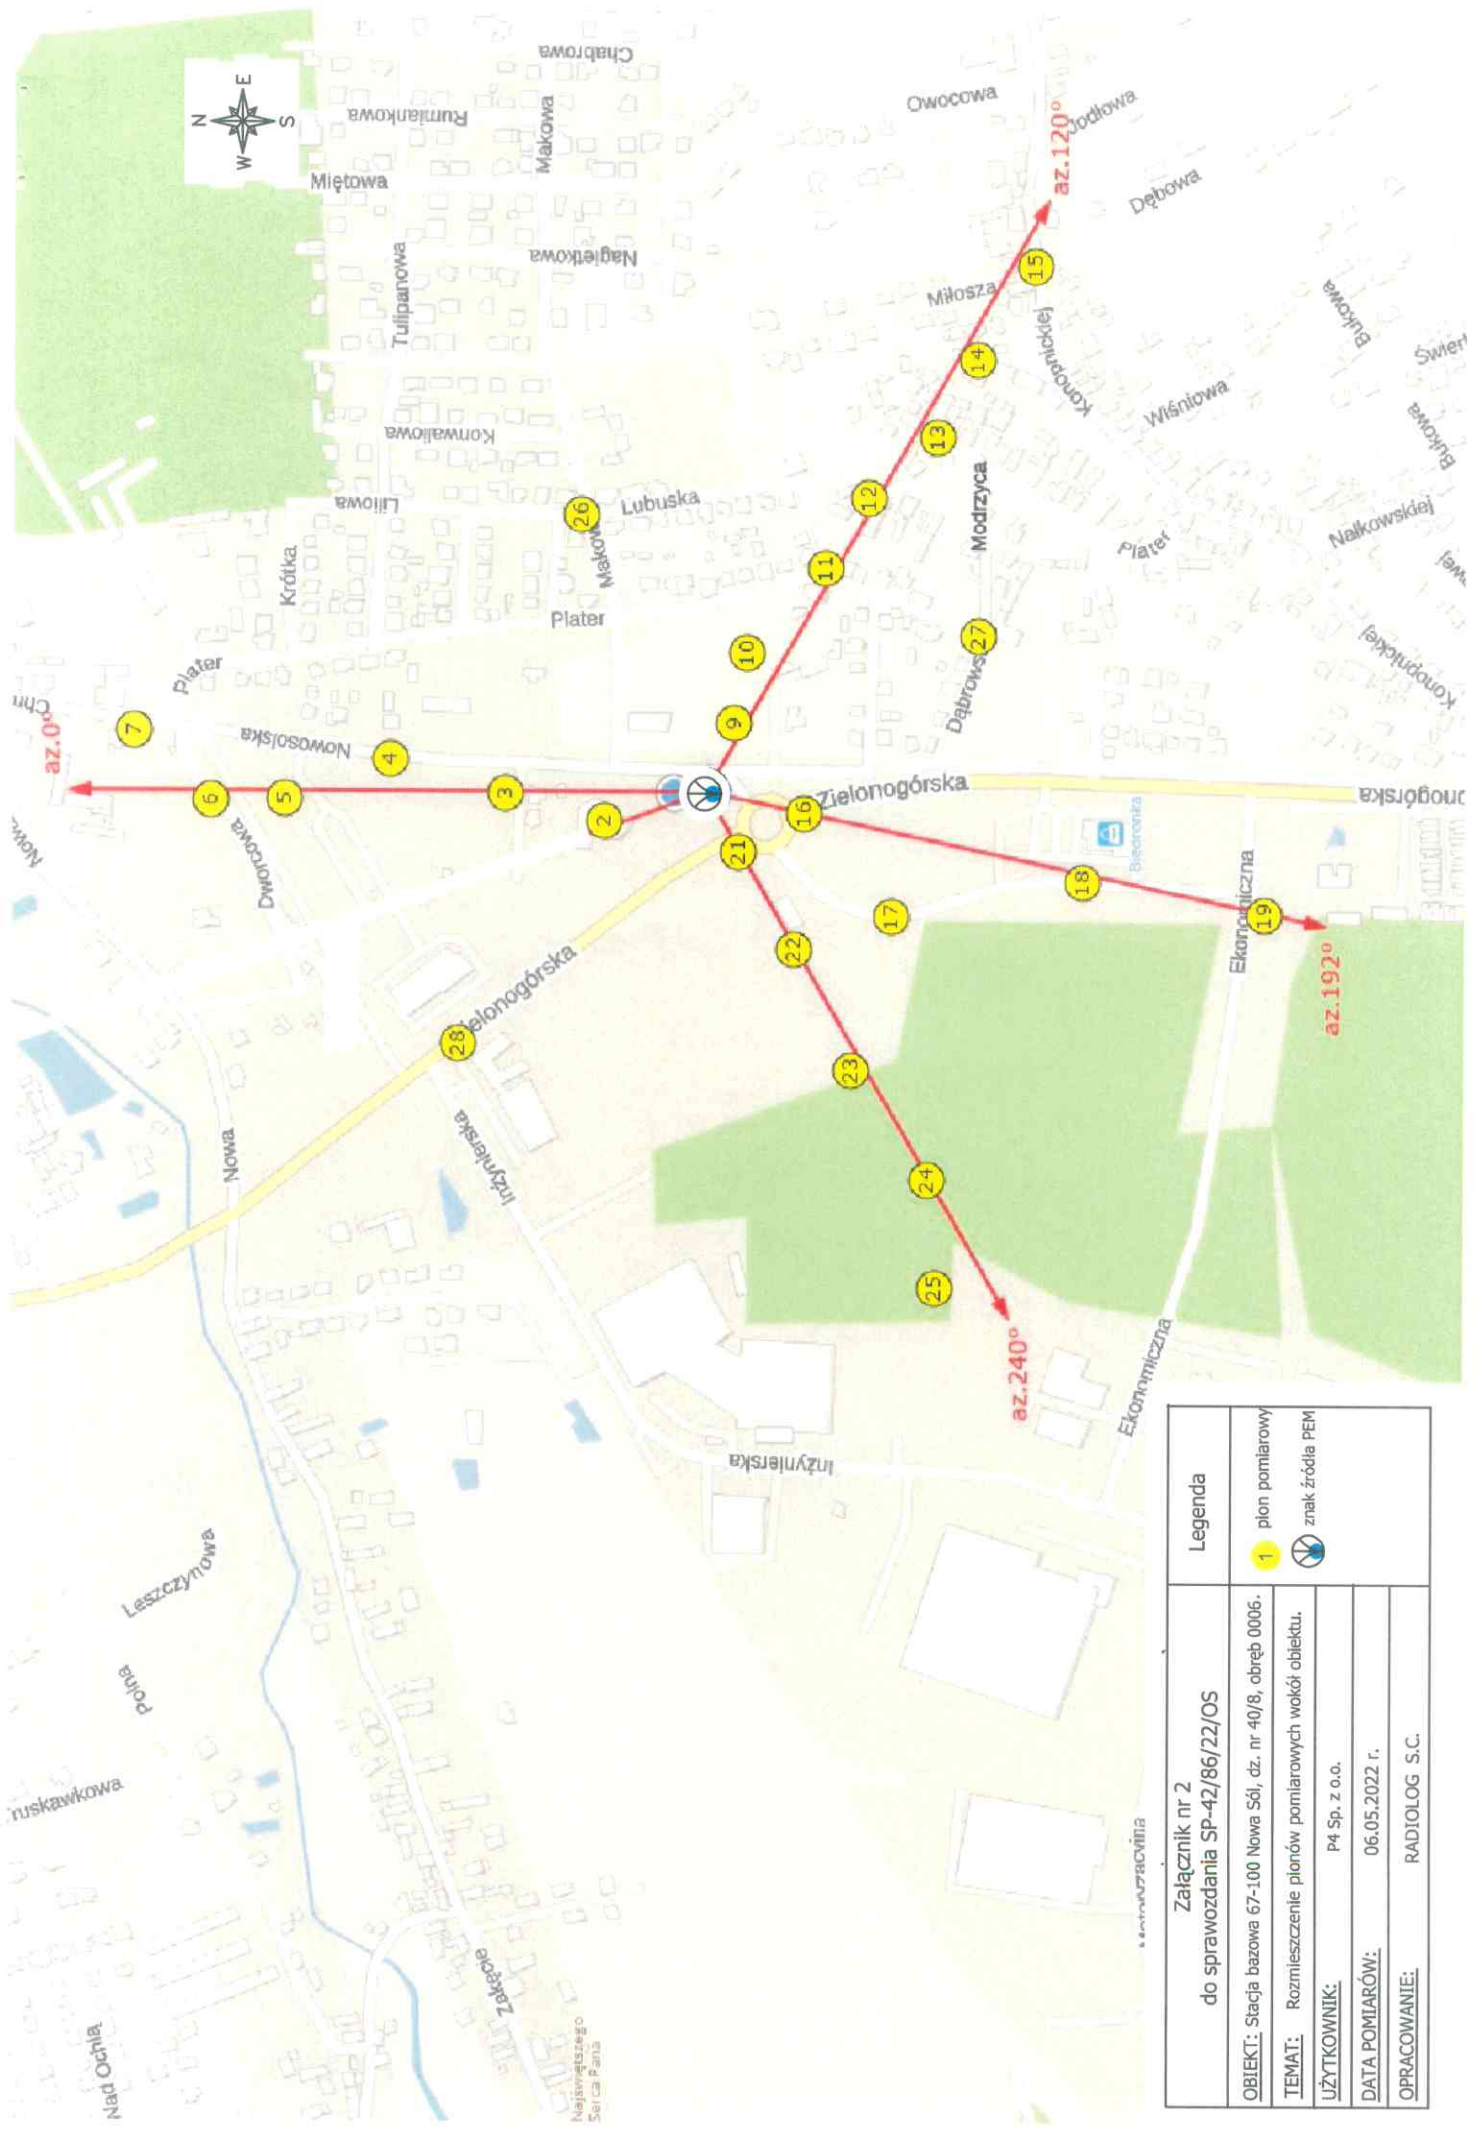 N
W
E
S
Chabrowa
Rumiankowa
Makowa
Miętowa
Nagietkowa
Tulipanowa
Konwaliowa
Liliowa
Lubuska
Krótka
Plater
Plater
Nowosolska
Dworcowa
Owocowa
Jodłowa
Dębowa
Miłosza
Konopnickiej
Wiśniowa
Bukowa
Bukowa
Modrzyca
Plater
Nałkowskiej
Konopnickiej
Zielonogórska
Biedronka
Ekonomiczna
Nowa
Inżynierska
Inżynierska
Ekonomiczna
Leszczynowa
Polna
Nad Ochlą
Zakącie
Najświętszego
Serca Pana
az.0°
az.120°
az.192°
az.240°
2
3
4
5
6
7
9
10
11
12
13
14
15
16
17
18
19
21
22
23
24
25
26
27
28
Załącznik nr 2
do sprawozdania SP-42/86/22/OS
Legenda
OBIEKT: Stacja bazowa 67-100 Nowa Sól, dz. nr 40/8, obręb 0006.
TEMAT: Rozmieszczenie pionów pomiarowych wokół obiektu.
UŻYTKOWNIK: P4 Sp. z o.o.
DATA POMIARÓW: 06.05.2022 r.
OPRACOWANIE: RADIOLOG S.C.
1 pion pomiarowy
znak źródła PEM